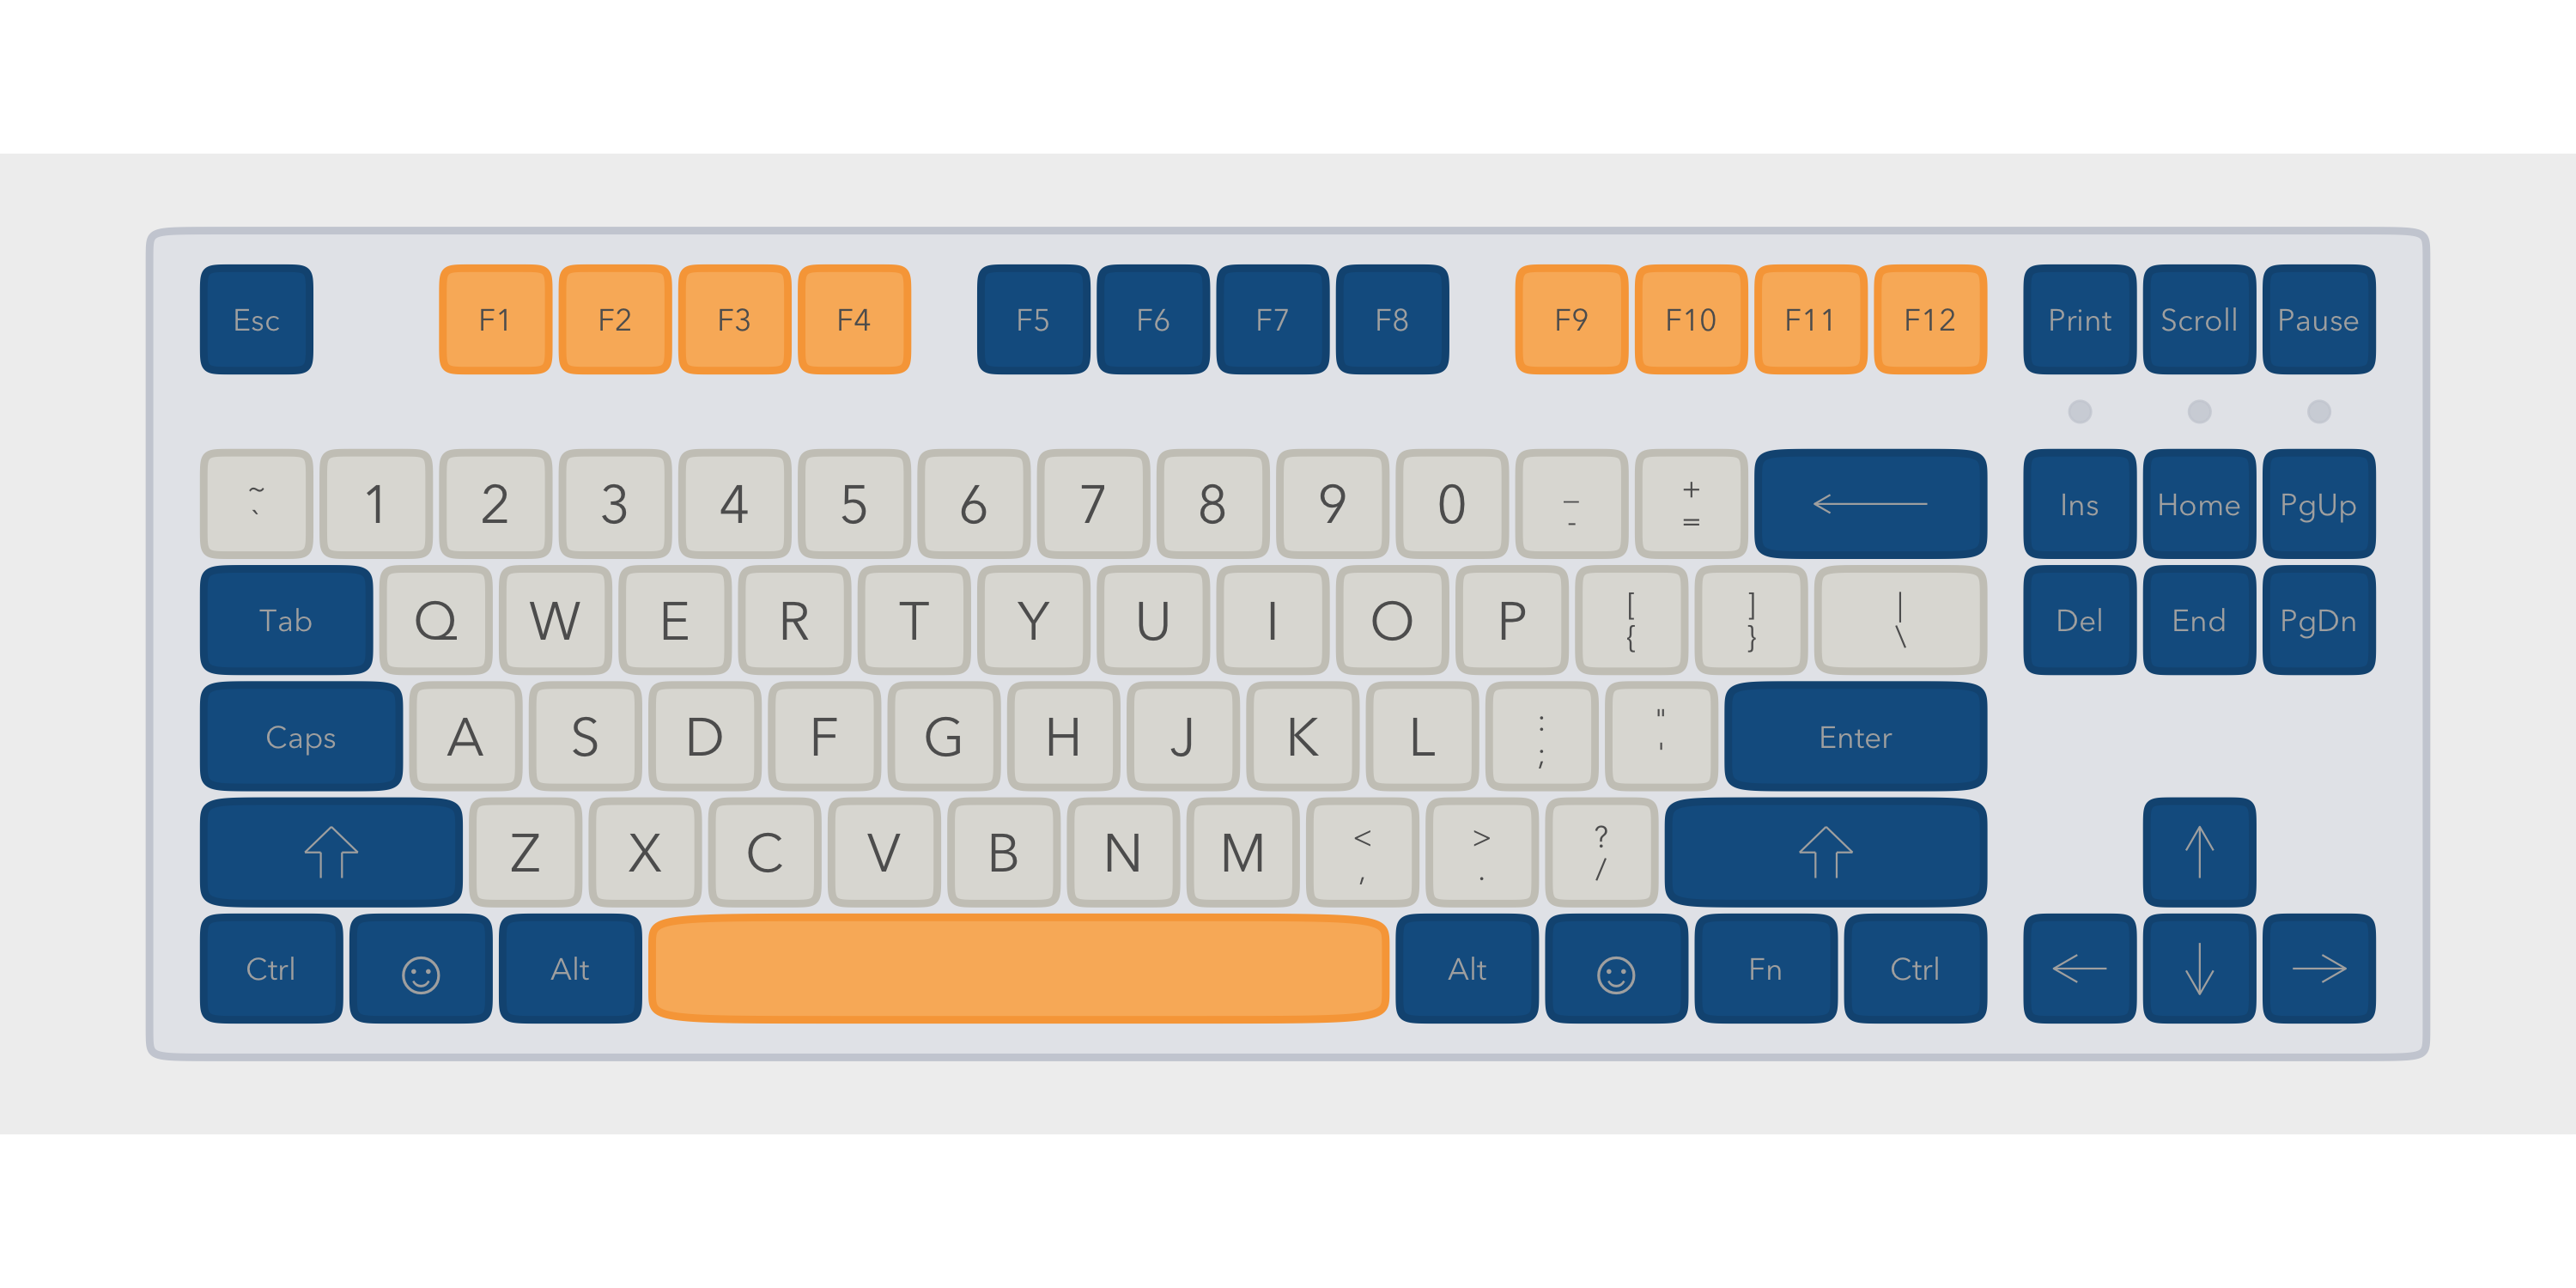 Esc F1 F2 F3 F4 F5 F6 F7 F8 F9 F10 F11 F12 Print Scroll Pause
~ ` 1 2 3 4 5 6 7 8 9 0 _ - + = ← Ins Home PgUp
Tab Q W E R T Y U I O P [ { ] } | \ Del End PgDn
Caps A S D F G H J K L : ; " ' Enter
⇧ Z X C V B N M < , > . ? / ⇧ ↑
Ctrl ☺ Alt Alt ☺ Fn Ctrl ← ↓ →